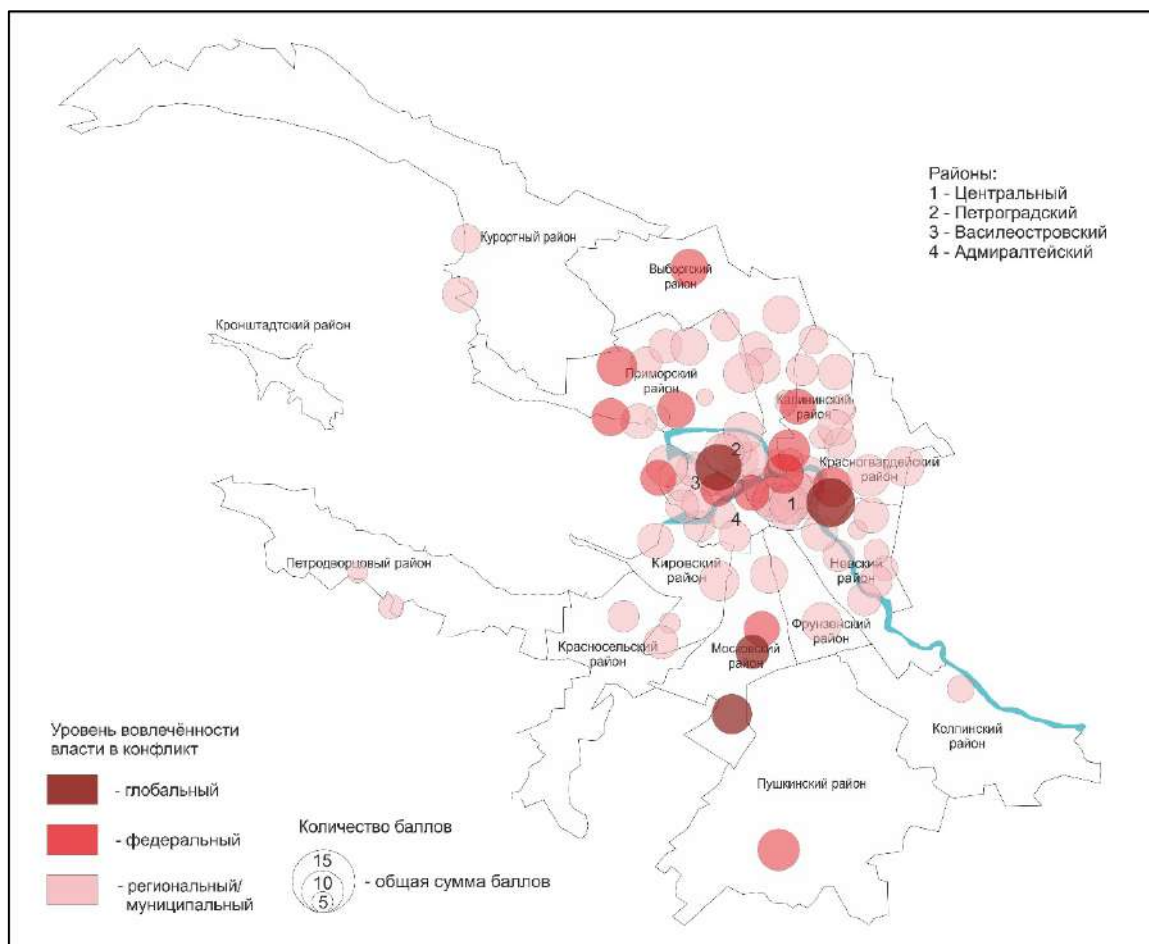 Районы:
1 - Центральный
2 - Петроградский
3 - Василеостровский
4 - Адмиралтейский
Курортный район
Выборгский
район
Кронштадтский район
Приморский
район
Калининский
район
2
Красногвардейский
район
3
1
4
Петродворцовый район
Кировский
район
Невский
район
Фрунзенский
район
Красносельский
район
Московский
район
Колпинский
район
Пушкинский район
Уровень вовлечённости
власти в конфликт
- глобальный
- федеральный
- региональный/
муниципальный
Количество баллов
15
10
5
- общая сумма баллов